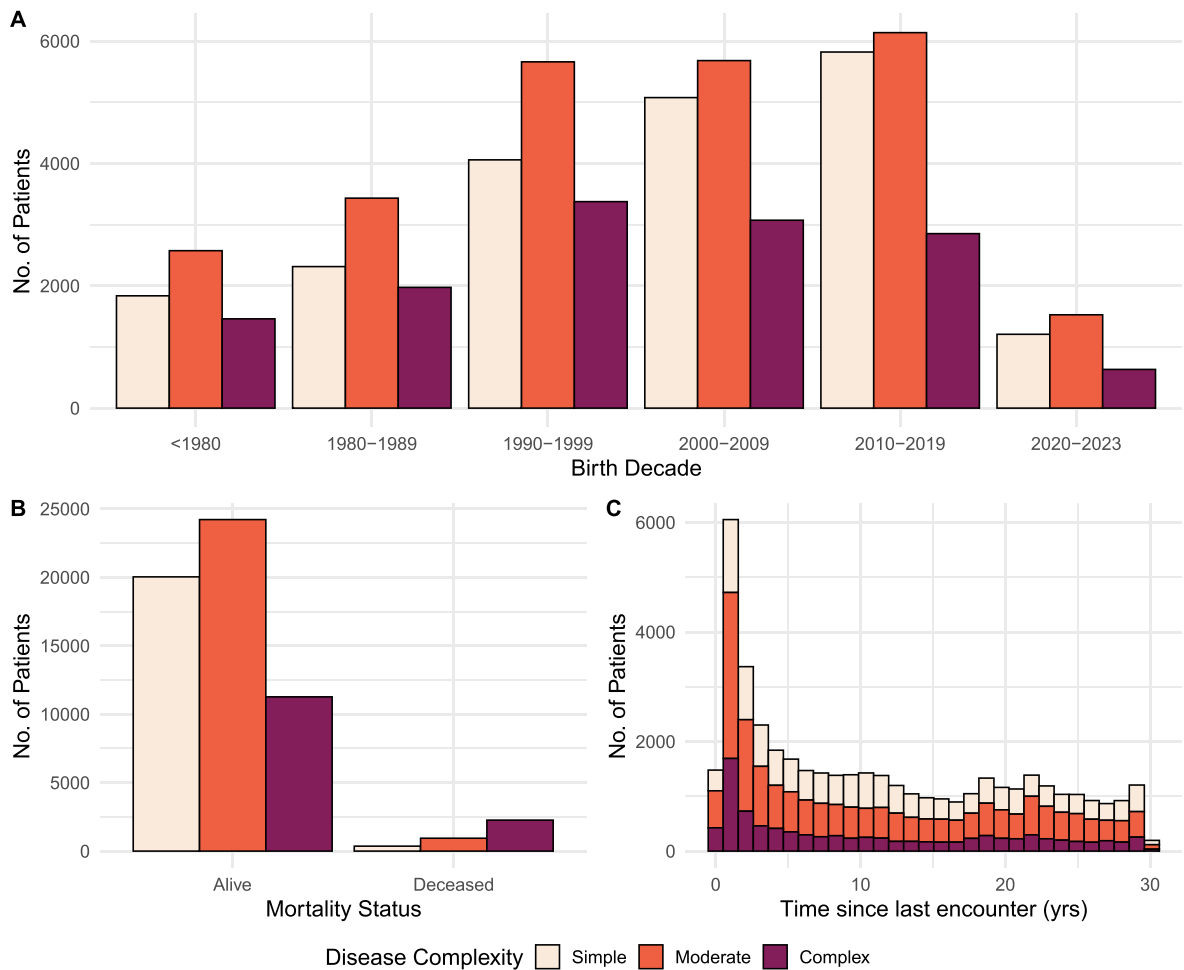 A
No. of Patients
6000
4000
2000
0
<1980
1980−1989
1990−1999
2000−2009
2010−2019
2020−2023
Birth Decade
B
No. of Patients
25000
20000
15000
10000
5000
0
Alive
Deceased
Mortality Status
C
No. of Patients
6000
4000
2000
0
0
10
20
30
Time since last encounter (yrs)
Disease Complexity
Simple
Moderate
Complex